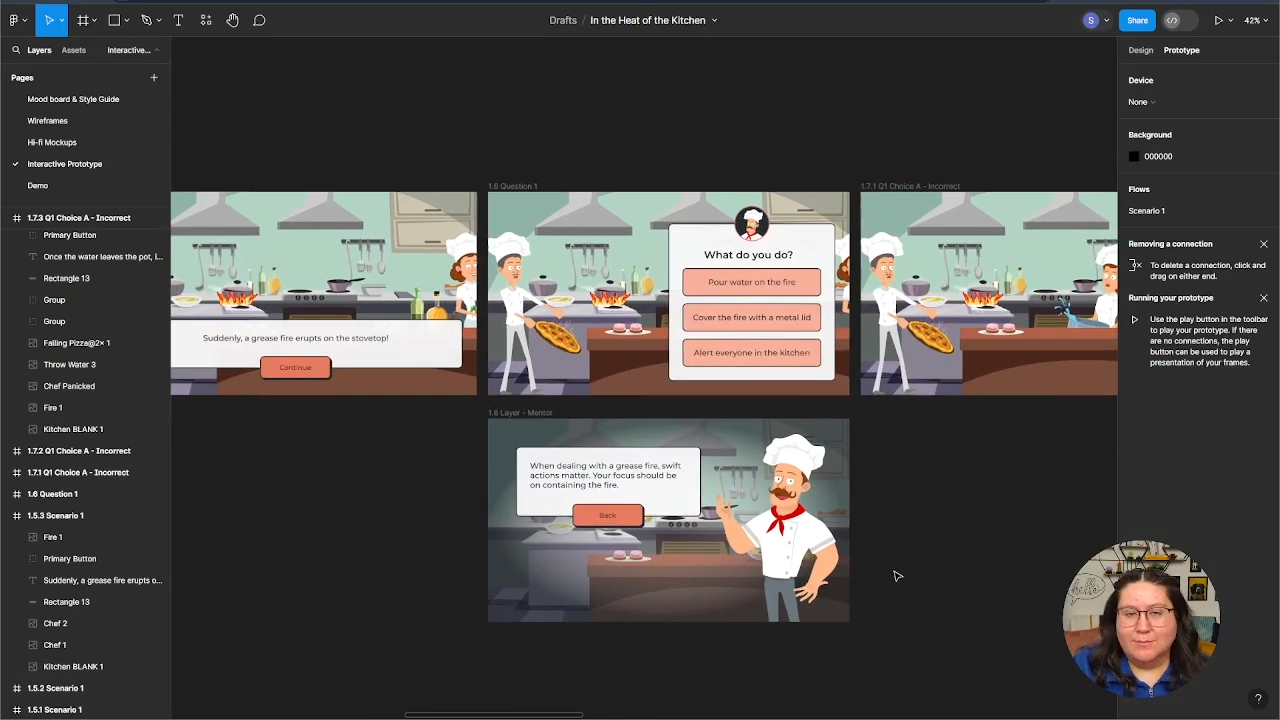 Drafts / In the Heat of the Kitchen
S
Share
42%
Layers
Assets
Interactive...
Pages
Mood board & Style Guide
Wireframes
Hi-fi Mockups
Interactive Prototype
Demo
1.7.3 Q1 Choice A - Incorrect
Primary Button
Once the water leaves the pot, i...
Rectangle 13
Group
Group
Falling Pizza@2x 1
Throw Water 3
Chef Panicked
Fire 1
Kitchen BLANK 1
1.7.2 Q1 Choice A - Incorrect
1.7.1 Q1 Choice A - Incorrect
1.6 Question 1
1.5.3 Scenario 1
Fire 1
Primary Button
Suddenly, a grease fire erupts o...
Rectangle 13
Chef 2
Chef 1
Kitchen BLANK 1
1.5.2 Scenario 1
1.5.1 Scenario 1
Suddenly, a grease fire erupts on the stovetop!
Continue
1.6 Question 1
What do you do?
Pour water on the fire
Cover the fire with a metal lid
Alert everyone in the kitchen
1.7.1 Q1 Choice A - Incorrect
1.6 Layer - Mentor
When dealing with a grease fire, swift
actions matter. Your focus should be
on containing the fire.
Back
Design
Prototype
Device
None
Background
000000
Flows
Scenario 1
Removing a connection
To delete a connection, click and
drag on either end.
Running your prototype
Use the play button in the toolbar
to play your prototype. If there
are no connections, the play
button can be used to play a
presentation of your frames.
hello
?